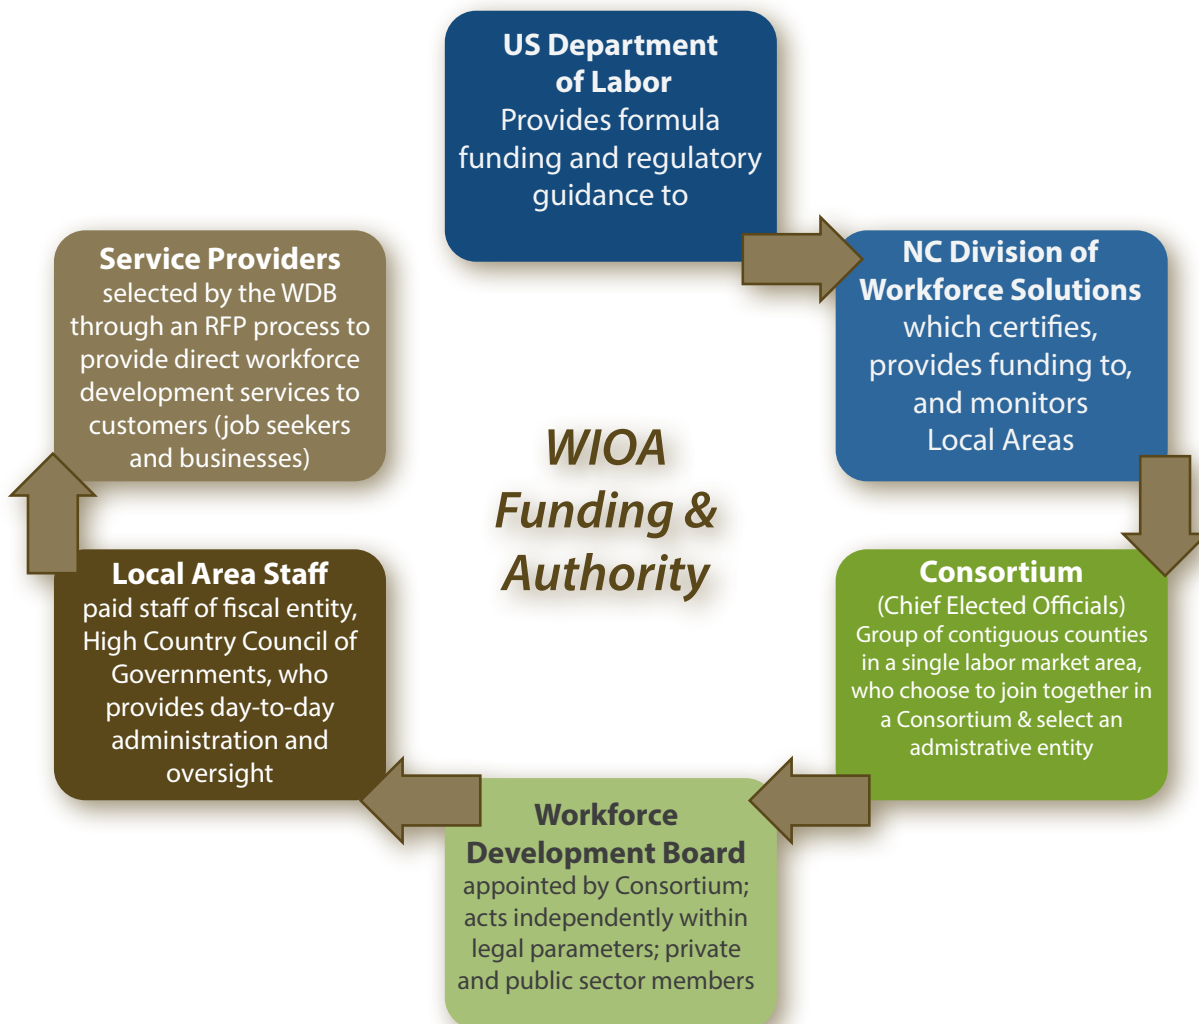 US Department
of Labor
Provides formula
funding and regulatory
guidance to
NC Division of
Workforce Solutions
which certifies,
provides funding to,
and monitors
Local Areas
Consortium
(Chief Elected Officials)
Group of contiguous counties
in a single labor market area,
who choose to join together in
a Consortium & select an
admistrative entity
Workforce
Development Board
appointed by Consortium;
acts independently within
legal parameters; private
and public sector members
Local Area Staff
paid staff of fiscal entity,
High Country Council of
Governments, who
provides day-to-day
administration and
oversight
Service Providers
selected by the WDB
through an RFP process to
provide direct workforce
development services to
customers (job seekers
and businesses)
WIOA
Funding &
Authority